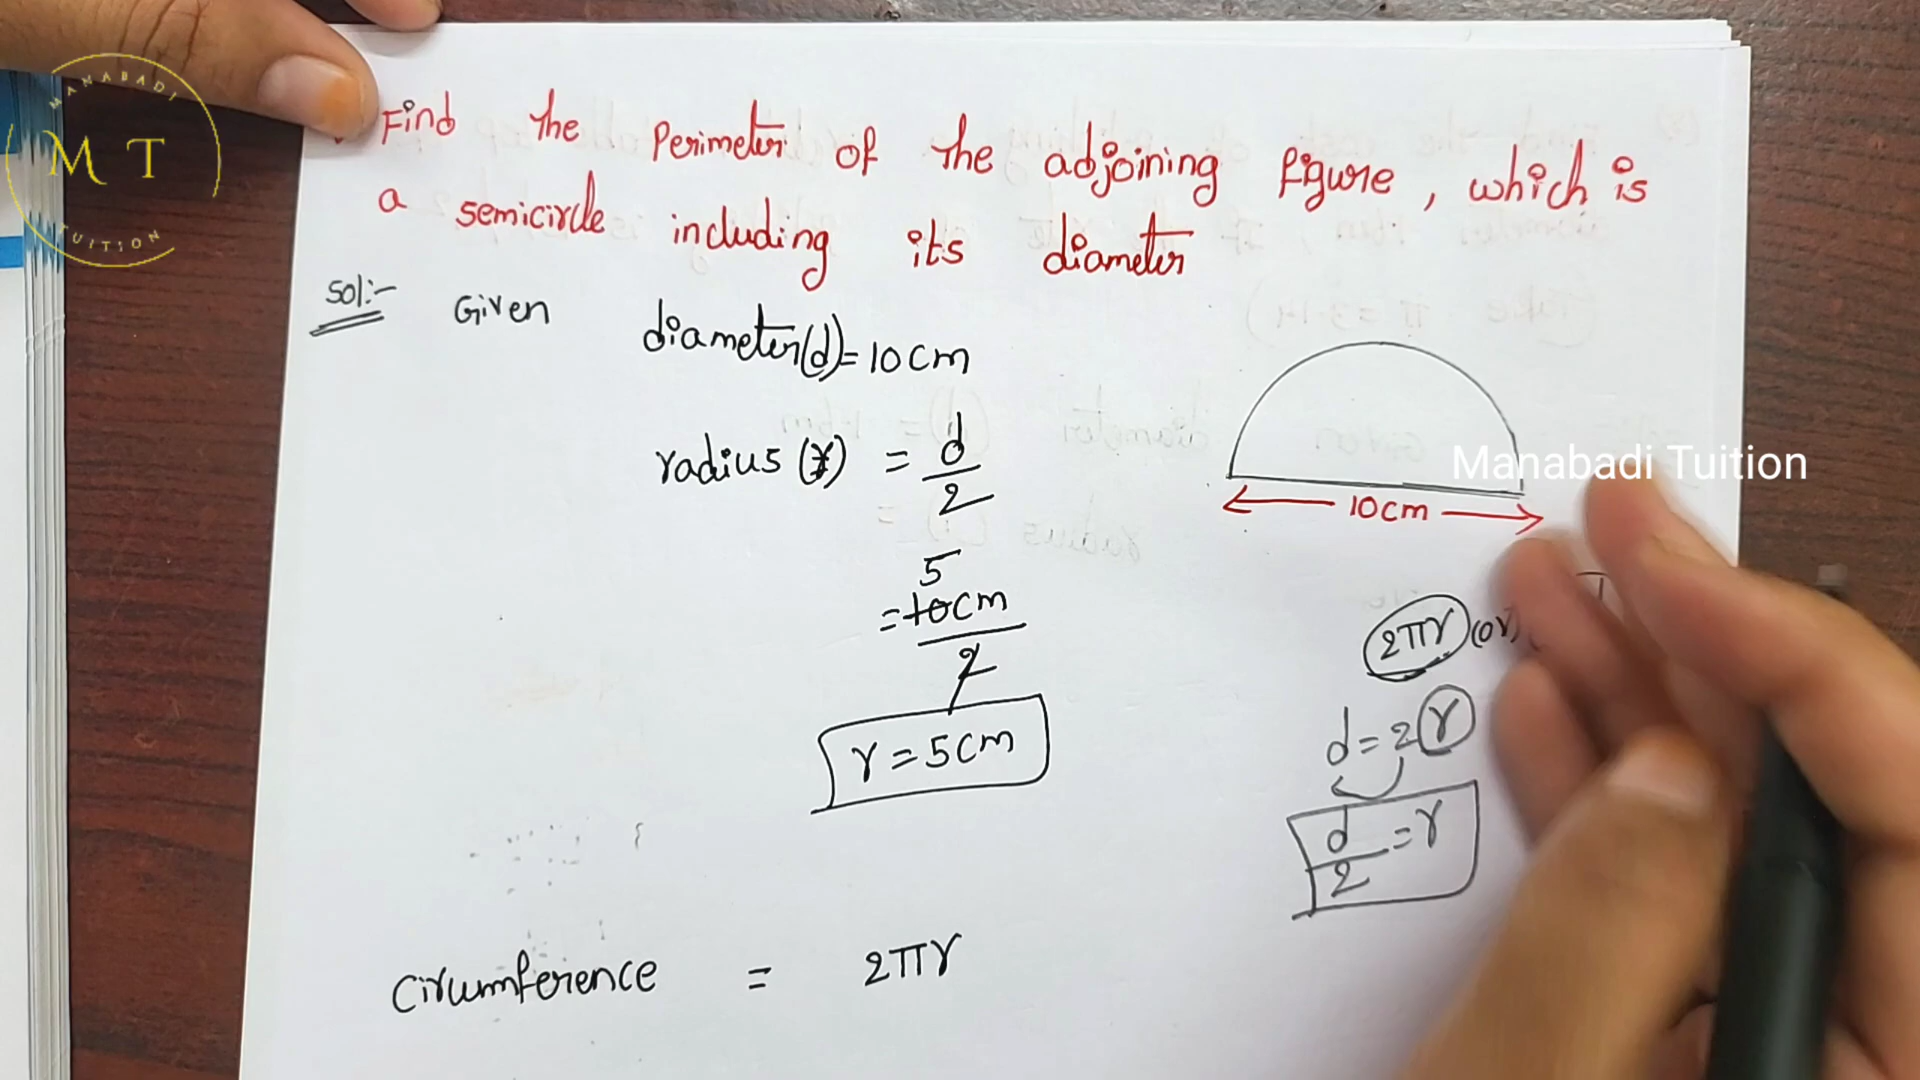 MANABADI
M T
TUITION
Find the Perimeter of the adjoining figure, which is
a semicircle including its diameter
Sol:- Given diameter(d)=10cm
radius (r) = d/2
5
= 10cm/2
r = 5cm
Manabadi Tuition
10cm
2πr (or)
d = 2r
d/2 = r
Circumference = 2πr